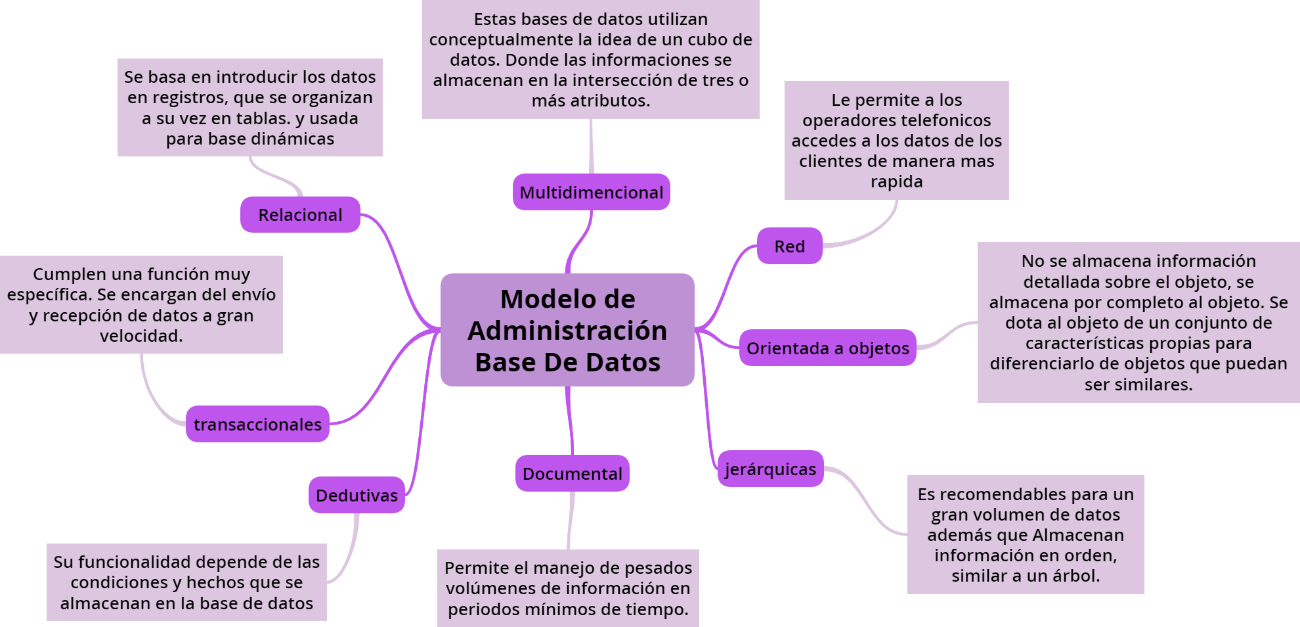 Estas bases de datos utilizan
conceptualmente la idea de un cubo de
datos. Donde las informaciones se
almacenan en la intersección de tres o
más atributos.
Multidimencional
Se basa en introducir los datos
en registros, que se organizan
a su vez en tablas. y usada
para base dinámicas
Relacional
Le permite a los
operadores telefonicos
accedes a los datos de los
clientes de manera mas
rapida
Red
Cumplen una función muy
específica. Se encargan del envío
y recepción de datos a gran
velocidad.
transaccionales
Modelo de
Administración
Base De Datos
No se almacena información
detallada sobre el objeto, se
almacena por completo al objeto. Se
dota al objeto de un conjunto de
características propias para
diferenciarlo de objetos que puedan
ser similares.
Orientada a objetos
Dedutivas
Su funcionalidad depende de las
condiciones y hechos que se
almacenan en la base de datos
Documental
Permite el manejo de pesados
volúmenes de información en
periodos mínimos de tiempo.
jerárquicas
Es recomendables para un
gran volumen de datos
además que Almacenan
información en orden,
similar a un árbol.